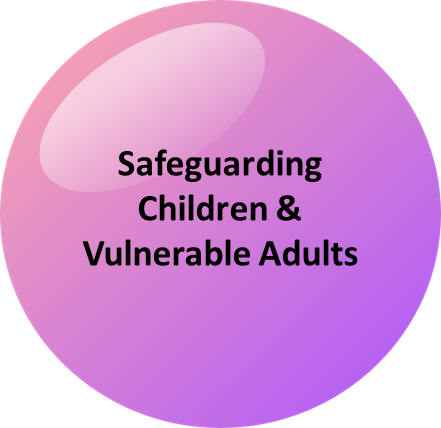 Safeguarding
Children &
Vulnerable Adults